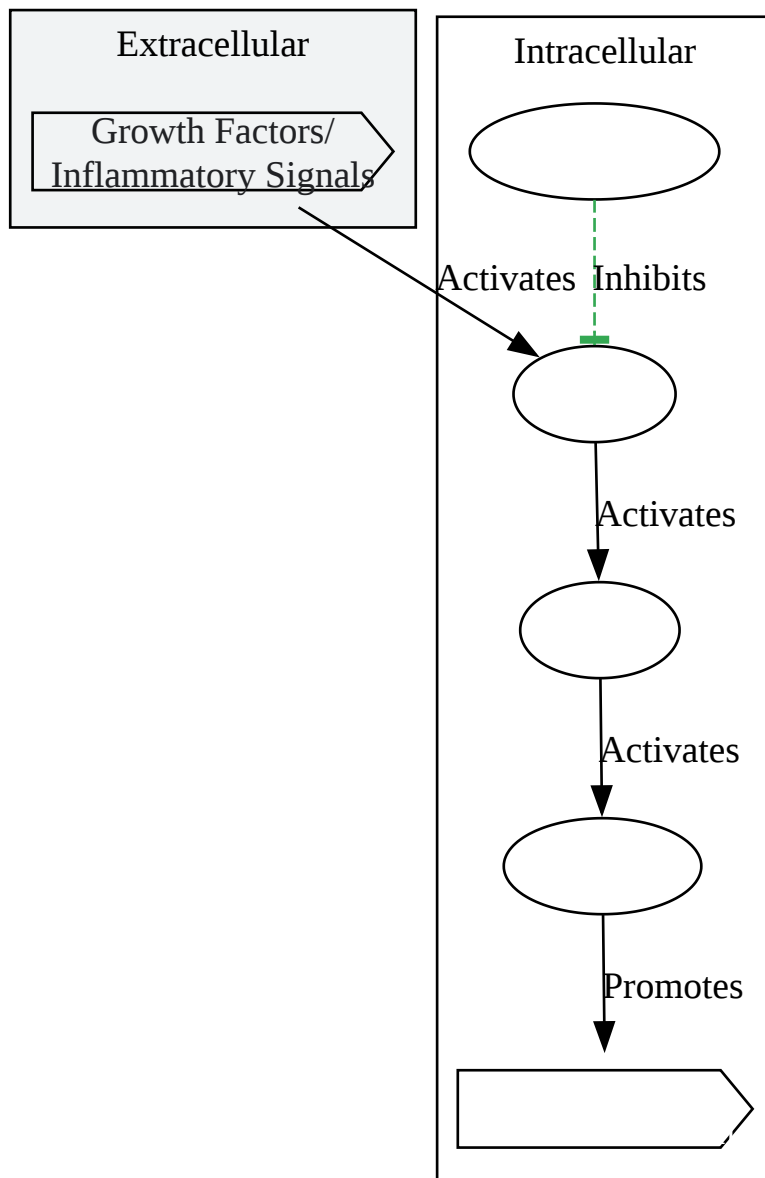 Extracellular
Intracellular
Growth Factors/
Inflammatory Signals
Activates
Inhibits
Activates
Activates
Promotes